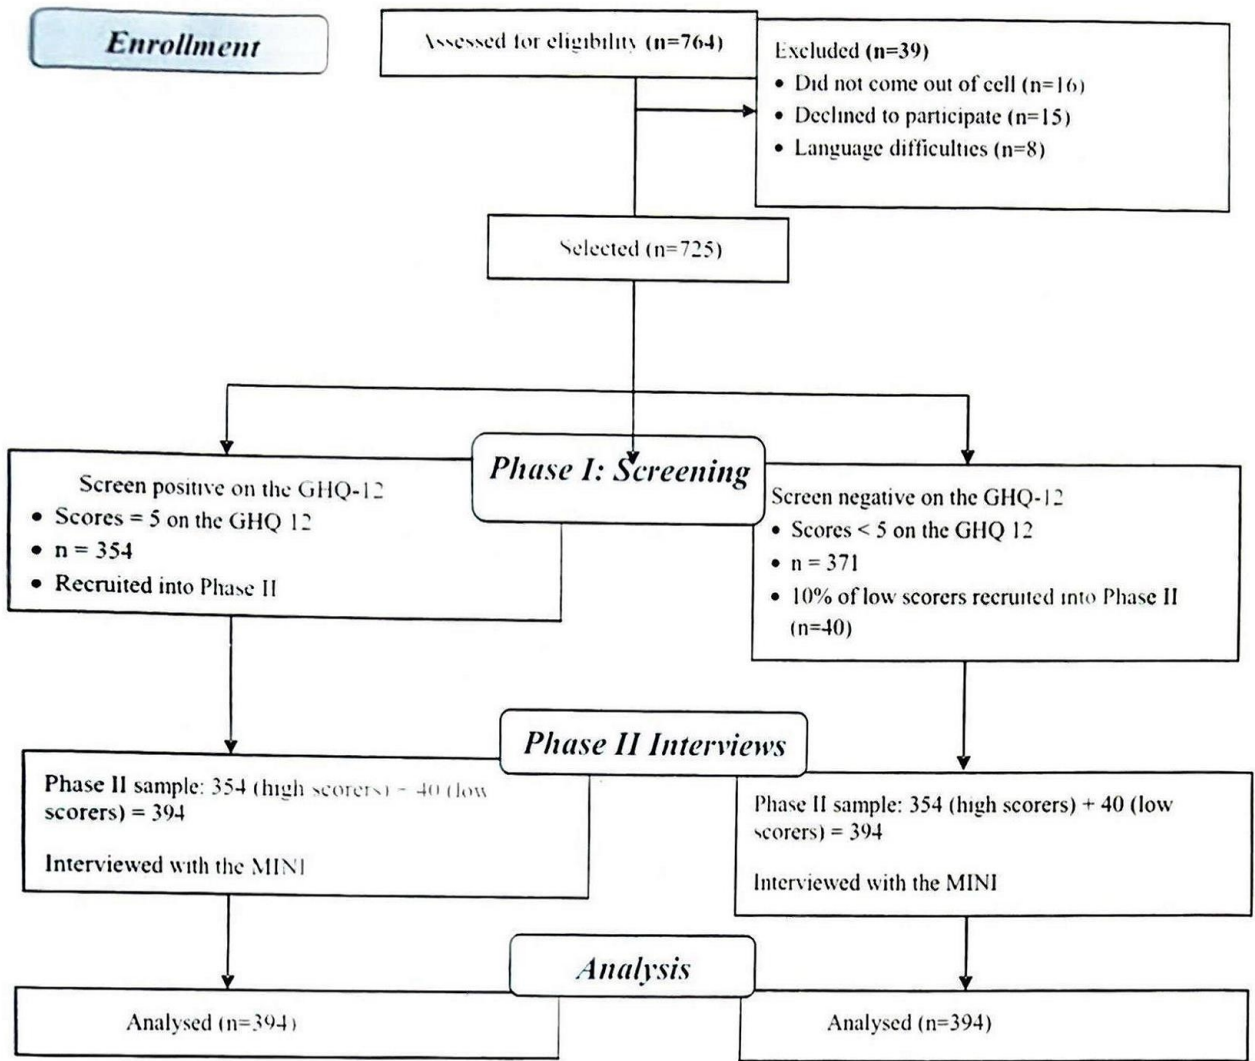 Enrollment
Assessed for eligibility (n=764)
Excluded (n=39)
• Did not come out of cell (n=16)
• Declined to participate (n=15)
• Language difficulties (n=8)
Selected (n=725)
Phase I: Screening
Screen positive on the GHQ-12
• Scores = 5 on the GHQ 12
• n = 354
• Recruited into Phase II
Screen negative on the GHQ-12
• Scores < 5 on the GHQ 12
• n = 371
• 10% of low scorers recruited into Phase II
(n=40)
Phase II Interviews
Phase II sample: 354 (high scorers) - 40 (low
scorers) = 394
Interviewed with the MINI
Phase II sample: 354 (high scorers) + 40 (low
scorers) = 394
Interviewed with the MINI
Analysis
Analysed (n=394)
Analysed (n=394)